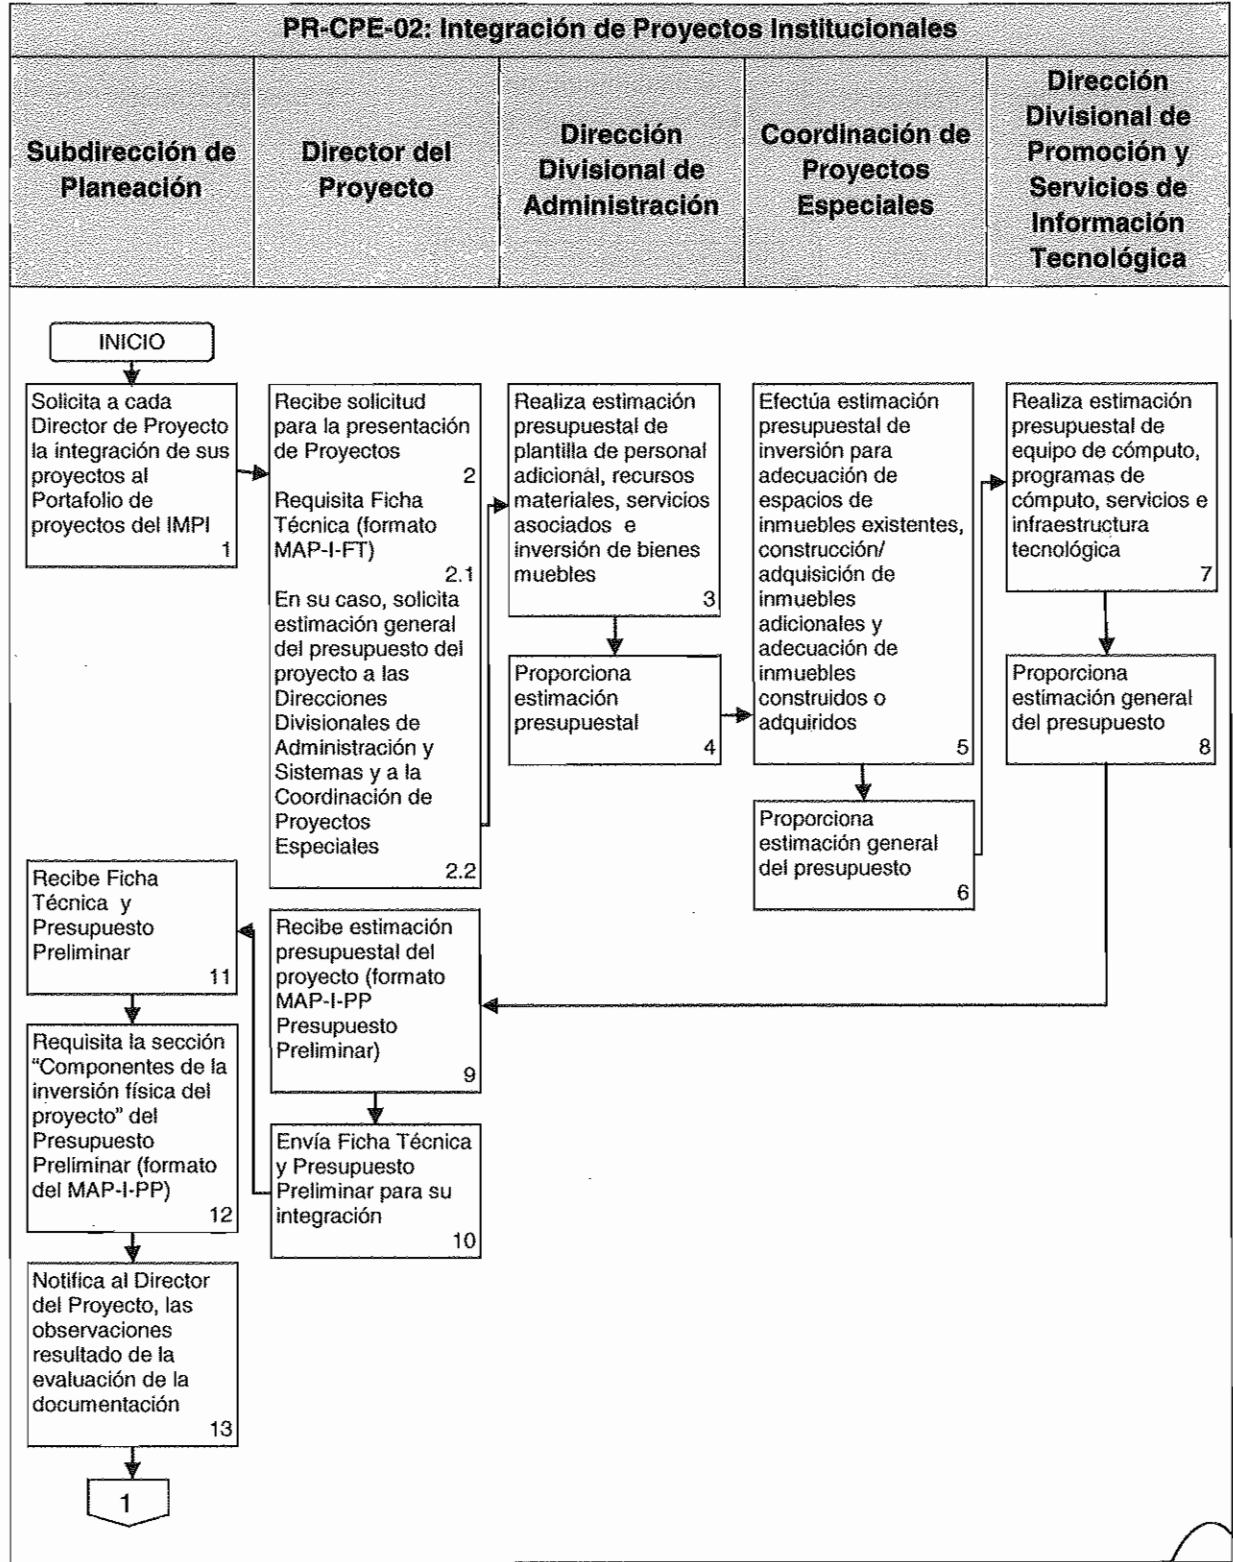 PR-CPE-02: Integración de Proyectos Institucionales
Subdirección de
Planeación
Director del
Proyecto
Dirección
Divisional de
Administración
Coordinación de
Proyectos
Especiales
Dirección
Divisional de
Promoción y
Servicios de
Información
Tecnológica
INICIO
Solicita a cada
Director de Proyecto
la integración de sus
proyectos al
Portafolio de
proyectos del IMPI
1
Recibe solicitud
para la presentación
de Proyectos
2
Requisita Ficha
Técnica (formato
MAP-I-FT)
2.1
En su caso, solicita
estimación general
del presupuesto del
proyecto a las
Direcciones
Divisionales de
Administración y
Sistemas y a la
Coordinación de
Proyectos
Especiales
2.2
Realiza estimación
presupuestal de
plantilla de personal
adicional, recursos
materiales, servicios
asociados e
inversión de bienes
muebles
3
Proporciona
estimación
presupuestal
4
Efectúa estimación
presupuestal de
inversión para
adecuación de
espacios de
inmuebles existentes,
construcción/
adquisición de
inmuebles
adicionales y
adecuación de
inmuebles
construidos o
adquiridos
5
Proporciona
estimación general
del presupuesto
6
Realiza estimación
presupuestal de
equipo de cómputo,
programas de
cómputo, servicios e
infraestructura
tecnológica
7
Proporciona
estimación general
del presupuesto
8
Recibe estimación
presupuestal del
proyecto (formato
MAP-I-PP
Presupuesto
Preliminar)
9
Envía Ficha Técnica
y Presupuesto
Preliminar para su
integración
10
Recibe Ficha
Técnica y
Presupuesto
Preliminar
11
Requisita la sección
“Componentes de la
inversión física del
proyecto” del
Presupuesto
Preliminar (formato
del MAP-I-PP)
12
Notifica al Director
del Proyecto, las
observaciones
resultado de la
evaluación de la
documentación
13
1